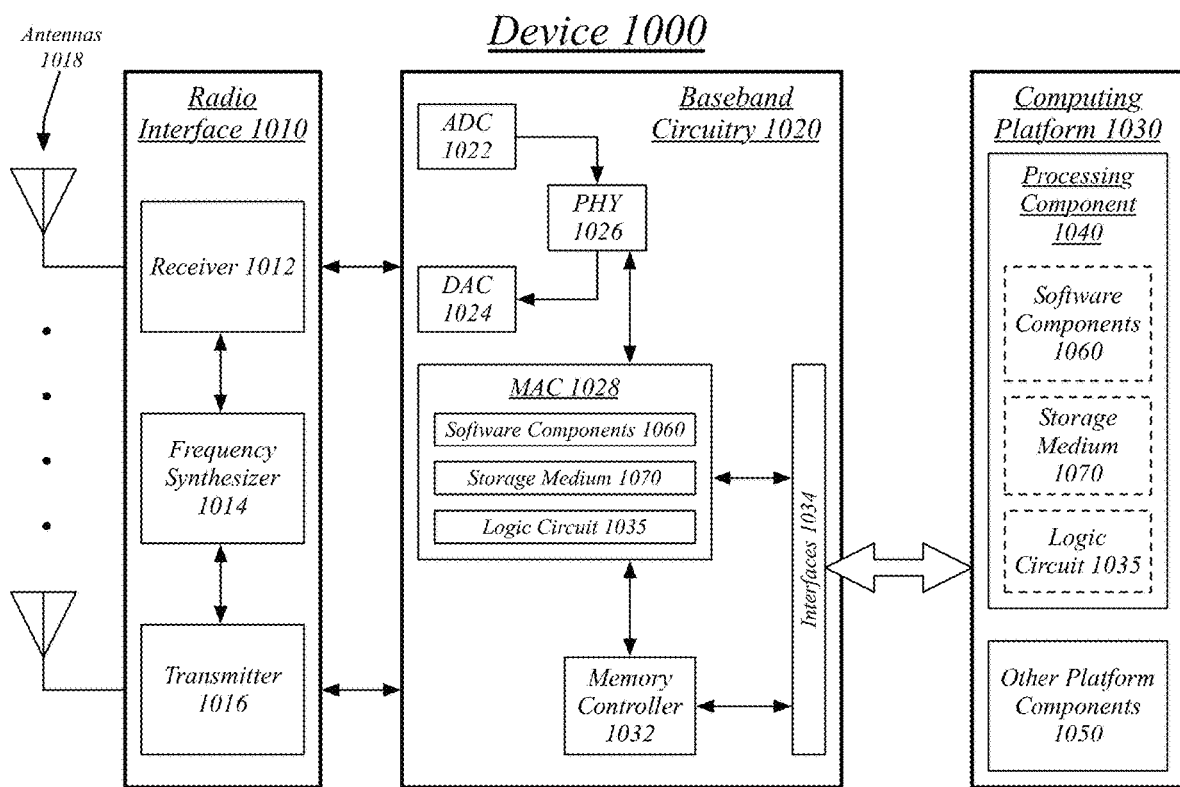 Device 1000
Antennas
1018
Radio
Interface 1010
Receiver 1012
Frequency
Synthesizer
1014
Transmitter
1016
Baseband
Circuitry 1020
ADC
1022
PHY
1026
DAC
1024
MAC 1028
Software Components 1060
Storage Medium 1070
Logic Circuit 1035
Interfaces 1034
Memory
Controller
1032
Computing
Platform 1030
Processing
Component
1040
Software
Components
1060
Storage
Medium
1070
Logic
Circuit 1035
Other Platform
Components
1050